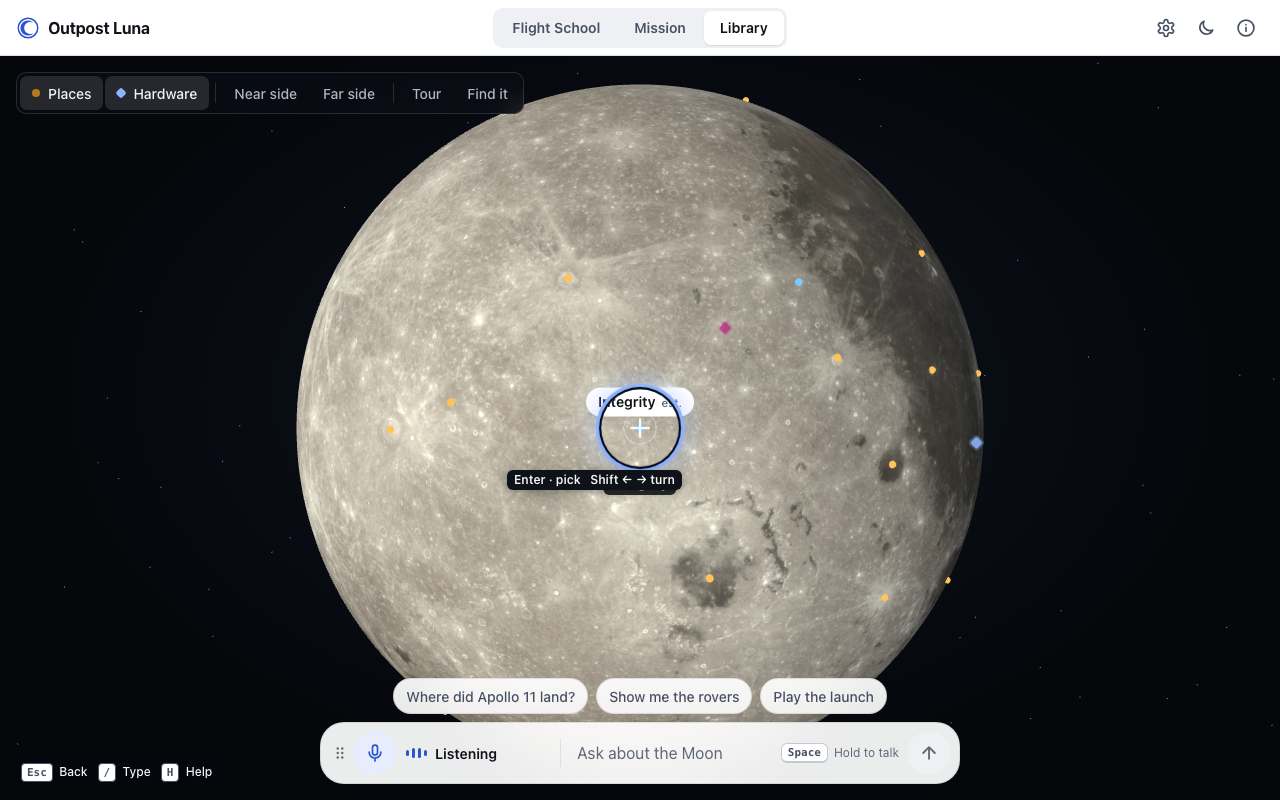 Outpost Luna
Flight School Mission Library
Places Hardware Near side Far side Tour Find it
Integrity est.
Enter · pick Shift ← → turn
Where did Apollo 11 land? Show me the rovers Play the launch
Listening Ask about the Moon Space Hold to talk
Esc Back / Type H Help